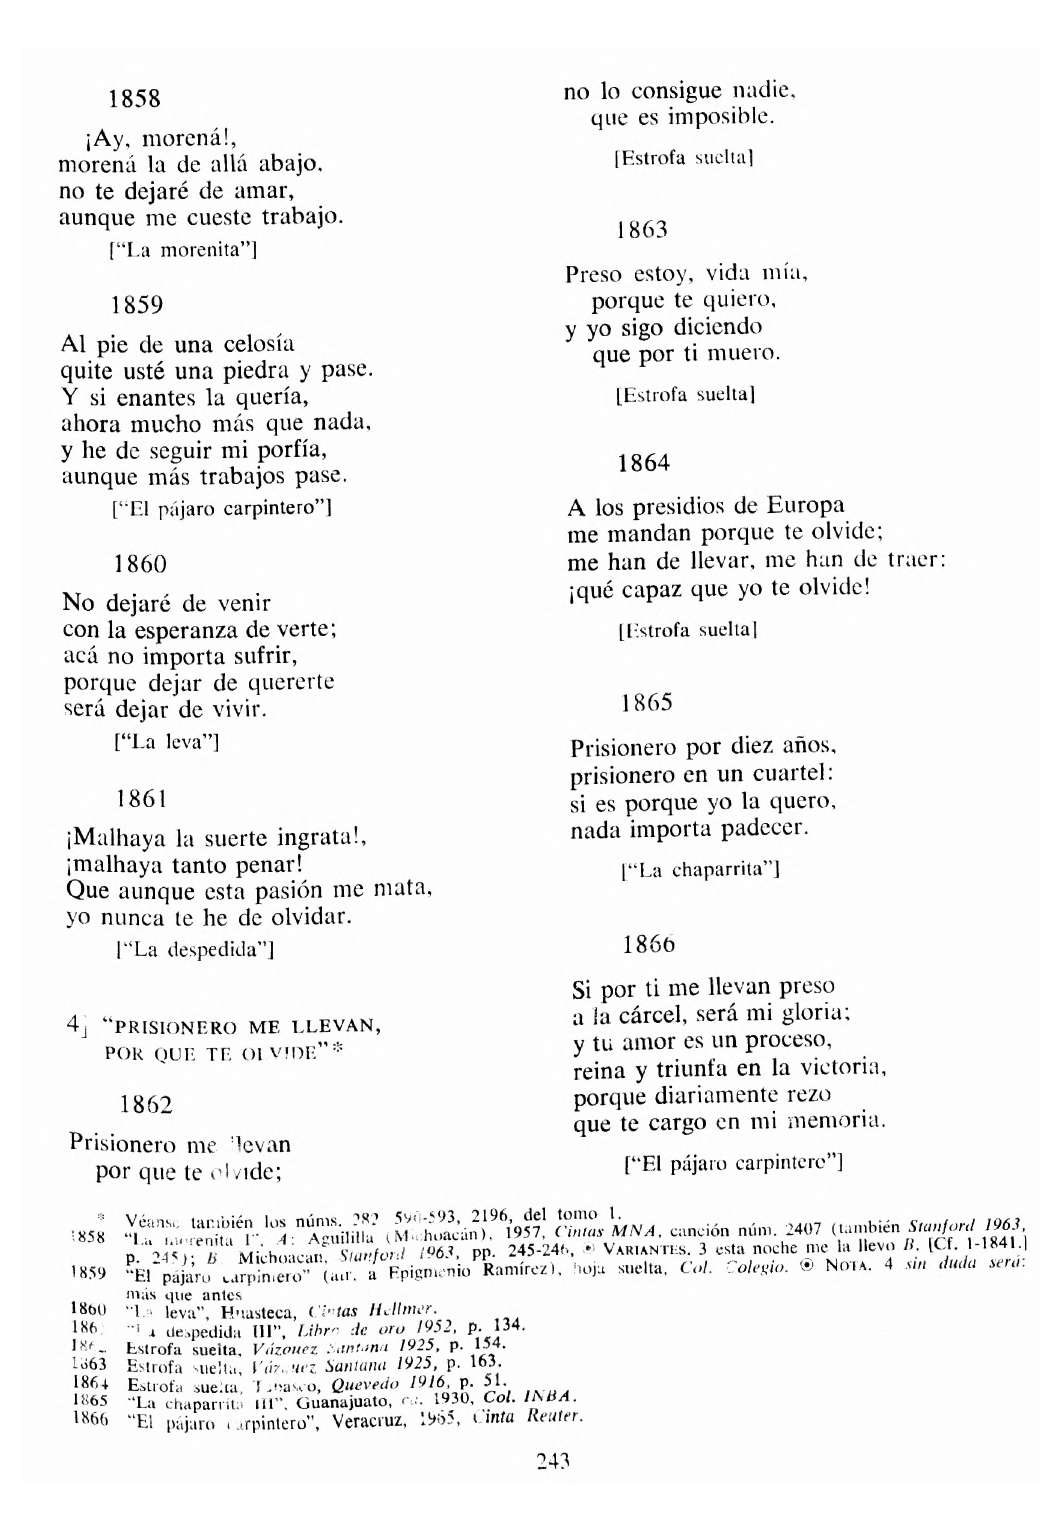 1858
¡Ay, morená!,
morená la de allá abajo,
no te dejaré de amar,
aunque me cueste trabajo.
[“La morenita”]
1859
Al pie de una celosía
quite usté una piedra y pase.
Y si enantes la quería,
ahora mucho más que nada,
y he de seguir mi porfía,
aunque más trabajos pase.
[“El pájaro carpintero”]
1860
No dejaré de venir
con la esperanza de verte;
acá no importa sufrir,
porque dejar de quererte
será dejar de vivir.
[“La leva”]
1861
¡Malhaya la suerte ingrata!,
¡malhaya tanto penar!
Que aunque esta pasión me mata,
yo nunca te he de olvidar.
[“La despedida”]
4] “PRISIONERO ME LLEVAN,
POR QUE TE OLVIDE”*
1862
Prisionero me llevan
por que te olvide;
no lo consigue nadie,
que es imposible.
[Estrofa suelta]
1863
Preso estoy, vida mía,
porque te quiero,
y yo sigo diciendo
que por ti muero.
[Estrofa suelta]
1864
A los presidios de Europa
me mandan porque te olvide;
me han de llevar, me han de traer:
¡qué capaz que yo te olvide!
[Estrofa suelta]
1865
Prisionero por diez años,
prisionero en un cuartel:
si es porque yo la quero,
nada importa padecer.
[“La chaparrita”]
1866
Si por ti me llevan preso
a la cárcel, será mi gloria;
y tu amor es un proceso,
reina y triunfa en la victoria,
porque diariamente rezo
que te cargo en mi memoria.
[“El pájaro carpintero”]
* Véanse también los núms. 282 590-593, 2196, del tomo 1.
1858 “La morenita I”, A: Aguililla (Michoacán), 1957, Cintas MNA, canción núm. 2407 (también Stanford 1963,
p. 245); B Michoacán, Stanford 1963, pp. 245-246, ⦿ VARIANTES. 3 esta noche me la llevo B. [Cf. 1-1841.]
1859 “El pájaro carpintero” (atr. a Epigmenio Ramírez), hoja suelta, Col. Colegio. ⦿ NOTA. 4 sin duda será:
más que antes
1860 “La leva”, Huasteca, Cintas Hellmer.
186 “La despedida III”, Libro de oro 1952, p. 134.
Estrofa suelta, Vázquez Santana 1925, p. 154.
1863 Estrofa suelta, Vázquez Santana 1925, p. 163.
1864 Estrofa suelta, Tabasco, Quevedo 1916, p. 51.
1865 “La chaparrita III”, Guanajuato, ca. 1930, Col. INBA.
1866 “El pájaro carpintero”, Veracruz, 1965, Cinta Reuter.
243